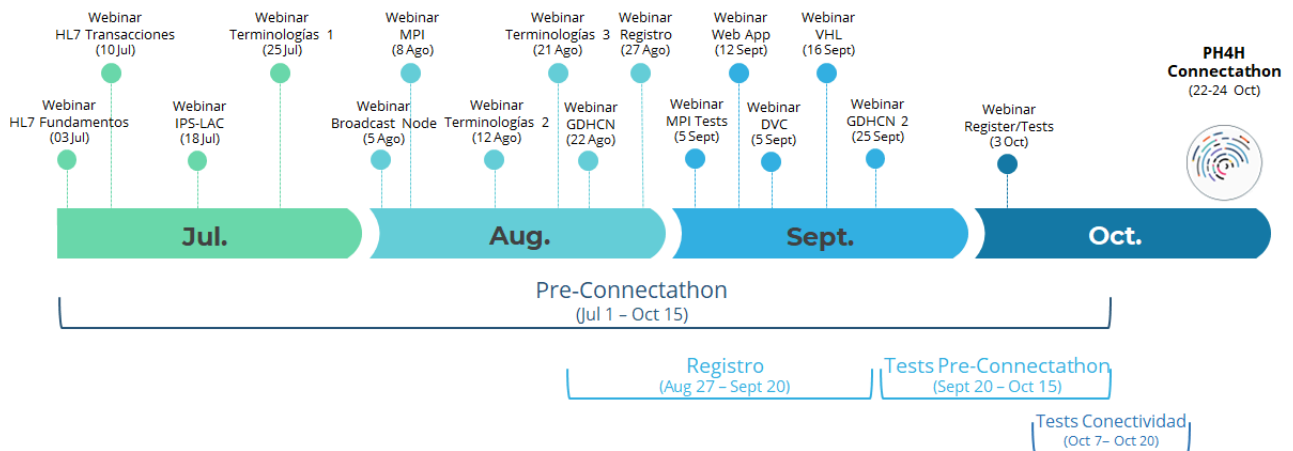 Webinar
HL7 Transacciones
(10 Jul)
Webinar
Terminologías 1
(25 Jul)
Webinar
MPI
(8 Ago)
Webinar
Terminologías 3
(21 Ago)
Webinar
Registro
(27 Ago)
Webinar
Web App
(12 Sept)
Webinar
VHL
(16 Sept)
PH4H
Connectathon
(22-24 Oct)
Webinar
HL7 Fundamentos
(03 Jul)
Webinar
IPS-LAC
(18 Jul)
Webinar
Broadcast Node
(5 Ago)
Webinar
Terminologías 2
(12 Ago)
Webinar
GDHCN
(22 Ago)
Webinar
MPI Tests
(5 Sept)
Webinar
DVC
(5 Sept)
Webinar
GDHCN 2
(25 Sept)
Webinar
Register/Tests
(3 Oct)
Jul.
Aug.
Sept.
Oct.
Pre-Connectathon
(Jul 1 – Oct 15)
Registro
(Aug 27 – Sept 20)
Tests Pre-Connectathon
(Sept 20 – Oct 15)
Tests Conectividad
(Oct 7– Oct 20)